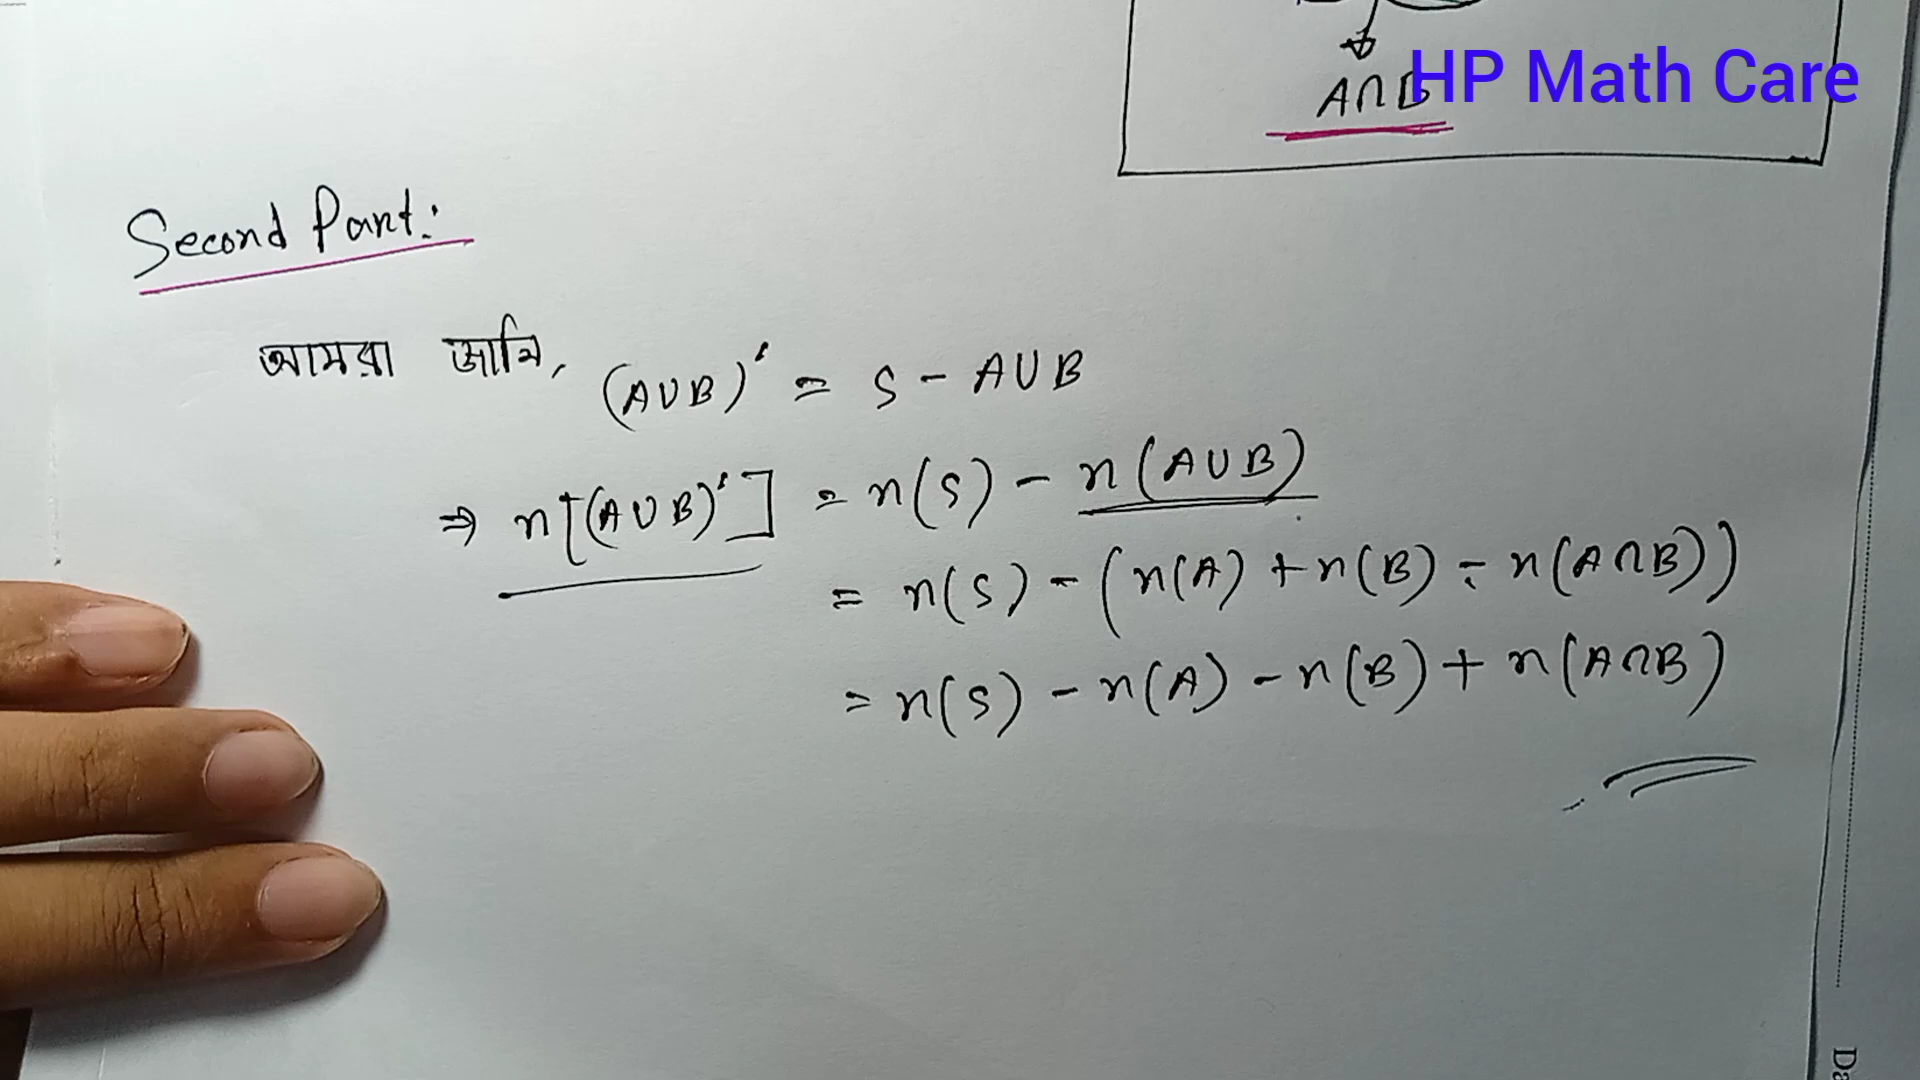 HP Math Care
A∩B
Second Part:
আমরা জানি, (A∪B)' = S - A∪B
⇒ n[(A∪B)'] = n(S) - n(A∪B)
= n(S) - (n(A) + n(B) - n(A∩B))
= n(S) - n(A) - n(B) + n(A∩B)